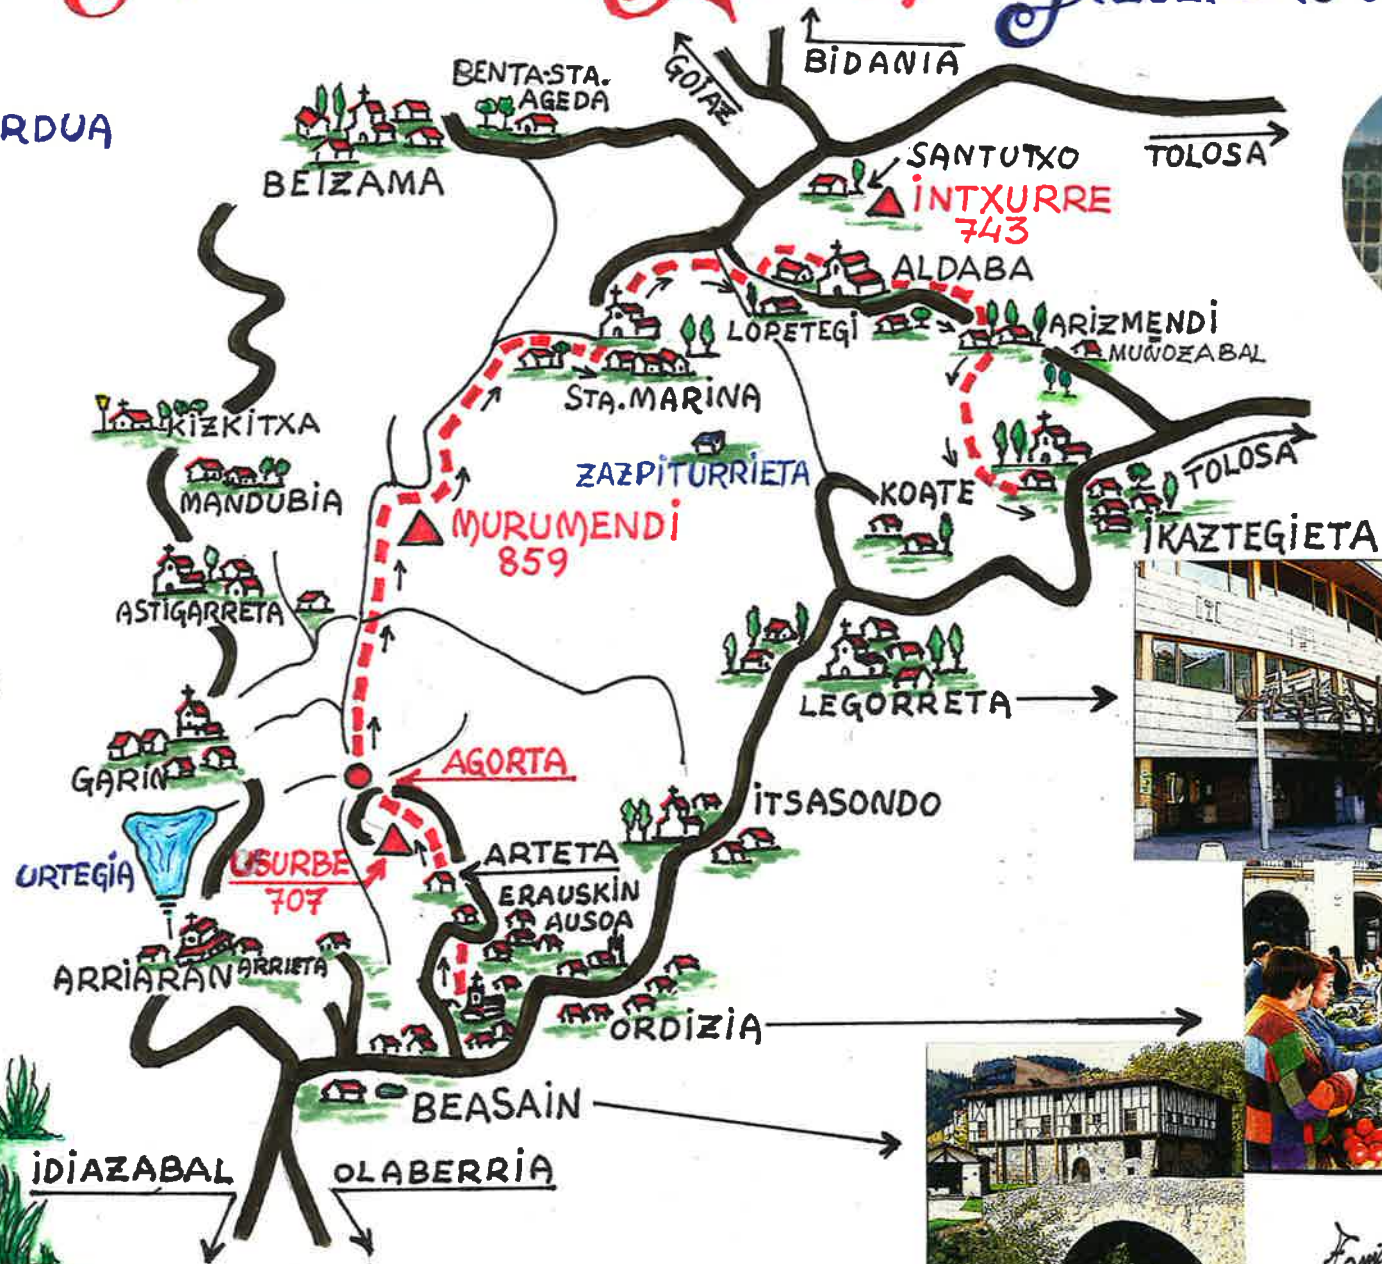 BIDANIA
GOIAZ
BENTA-STA.
AGEDA
RDUA
BEIZAMA
SANTUTXO
TOLOSA
INTXURRE
743
ALDABA
LOPETEGI
ARIZMENDI
MUÑOZABAL
STA. MARINA
KIZKITXA
ZAZPITURRIETA
TOLOSA
MANDUBIA
KOATE
MURUMENDI
859
IKAZTEGIETA
ASTIGARRETA
LEGORRETA
GARIN
AGORTA
ITSASONDO
URTEGIA
USURBE
707
ARTETA
ERAUSKIN
AUSOA
ARRIARAN
ARRIETA
ORDIZIA
BEASAIN
IDIAZABAL
OLABERRIA